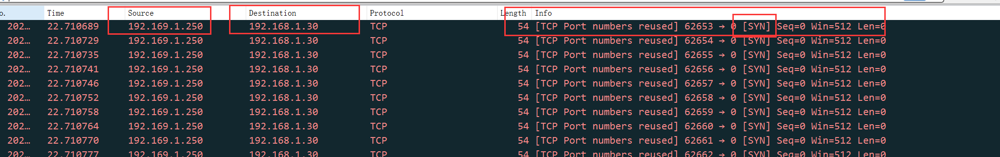 o. Time Source Destination Protocol Length Info
202… 22.710689 192.169.1.250 192.168.1.30 TCP 54 [TCP Port numbers reused] 62653 → 0 [SYN] Seq=0 Win=512 Len=0
202… 22.710729 192.169.1.250 192.168.1.30 TCP 54 [TCP Port numbers reused] 62654 → 0 [SYN] Seq=0 Win=512 Len=0
202… 22.710735 192.169.1.250 192.168.1.30 TCP 54 [TCP Port numbers reused] 62655 → 0 [SYN] Seq=0 Win=512 Len=0
202… 22.710741 192.169.1.250 192.168.1.30 TCP 54 [TCP Port numbers reused] 62656 → 0 [SYN] Seq=0 Win=512 Len=0
202… 22.710746 192.169.1.250 192.168.1.30 TCP 54 [TCP Port numbers reused] 62657 → 0 [SYN] Seq=0 Win=512 Len=0
202… 22.710752 192.169.1.250 192.168.1.30 TCP 54 [TCP Port numbers reused] 62658 → 0 [SYN] Seq=0 Win=512 Len=0
202… 22.710758 192.169.1.250 192.168.1.30 TCP 54 [TCP Port numbers reused] 62659 → 0 [SYN] Seq=0 Win=512 Len=0
202… 22.710764 192.169.1.250 192.168.1.30 TCP 54 [TCP Port numbers reused] 62660 → 0 [SYN] Seq=0 Win=512 Len=0
202… 22.710770 192.169.1.250 192.168.1.30 TCP 54 [TCP Port numbers reused] 62661 → 0 [SYN] Seq=0 Win=512 Len=0
202… 22.710777 192.169.1.250 192.168.1.30 TCP 54 [TCP Port numbers reused] 62662 → 0 [SYN] Seq=0 Win=512 Len=0